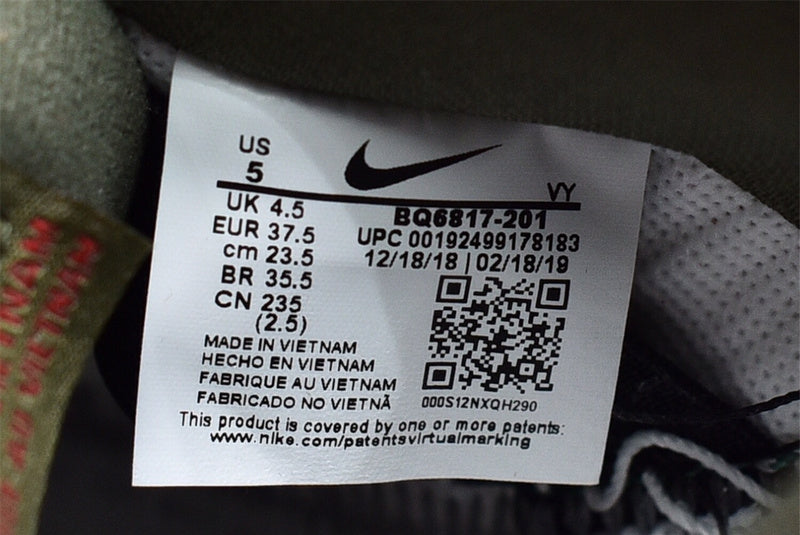 US
5
VY
UK 4.5
EUR 37.5
cm 23.5
BR 35.5
CN 235
(2.5)
BQ6817-201
UPC 00192499178183
12/18/18 | 02/18/19
MADE IN VIETNAM
HECHO EN VIETNAM
FABRIQUE AU VIETNAM
FABRICADO NO VIETNÃ
000S12NXQH290
This product is covered by one or more patents:
www.nike.com/patentsvirtualmarking
VIETNAM